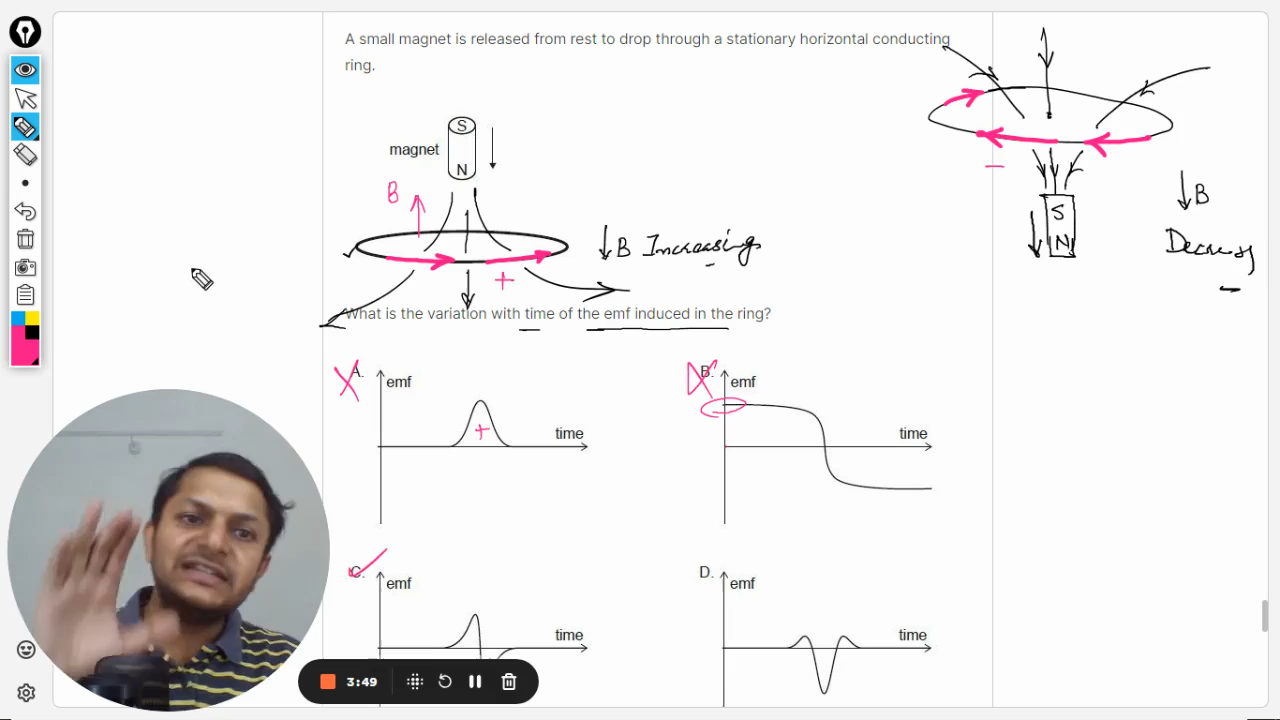 A small magnet is released from rest to drop through a stationary horizontal conducting
ring.
S
magnet
N
B
+
↓B Increasing
−
S
N
↓B
What is the variation with time of the emf induced in the ring?
A.
emf
+
time
B.
emf
time
C.
emf
time
D.
emf
time
3:49